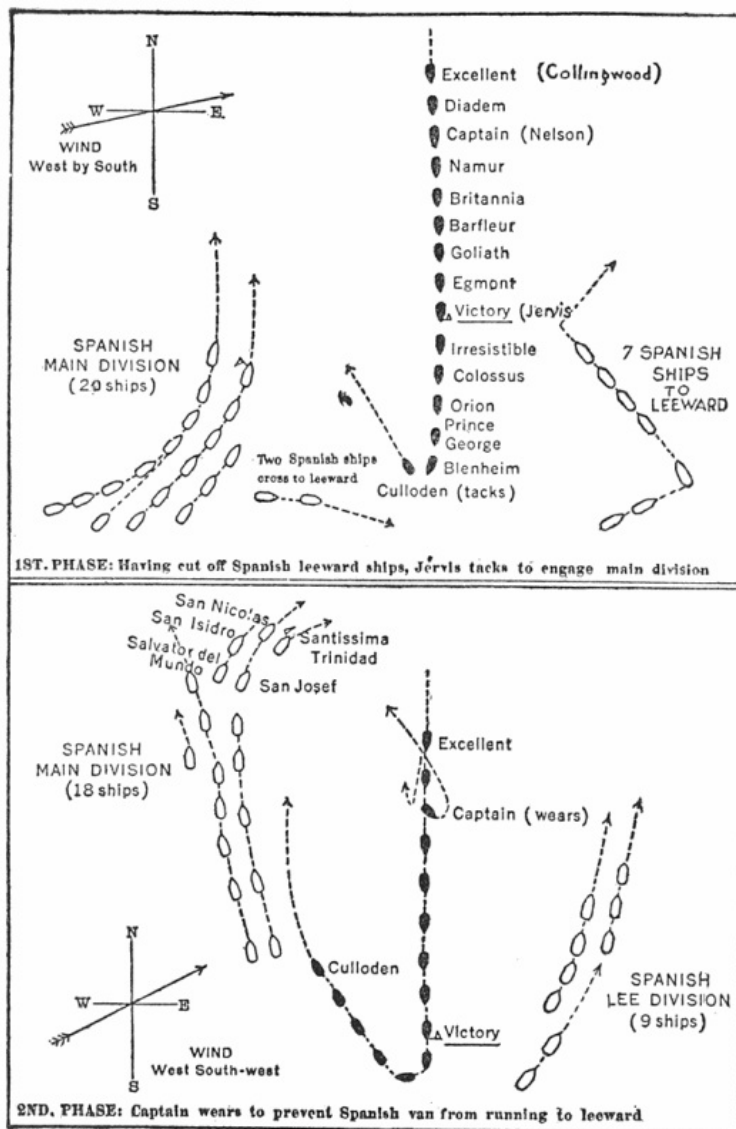 N
W E.
S
WIND
West by South
Excellent (Collingwood)
Diadem
Captain (Nelson)
Namur
Britannia
Barfleur
Goliath
Egmont
Victory (Jervis
Irresistible
Colossus
Orion
Prince
George
Blenheim
Culloden (tacks)
SPANISH
MAIN DIVISION
(20 ships)
Two Spanish ships
cross to leeward
7 SPANISH
SHIPS
TO
LEEWARD
1ST. PHASE: Having cut off Spanish leeward ships, Jervis tacks to engage main division
San Nicolas
San Isidro
Salvator del
Mundo
Santissima
Trinidad
San Josef
SPANISH
MAIN DIVISION
(18 ships)
Excellent
Captain (wears)
Culloden
Victory
SPANISH
LEE DIVISION
(9 ships)
N
W E
S
WIND
West South-west
2ND. PHASE: Captain wears to prevent Spanish van from running to leeward